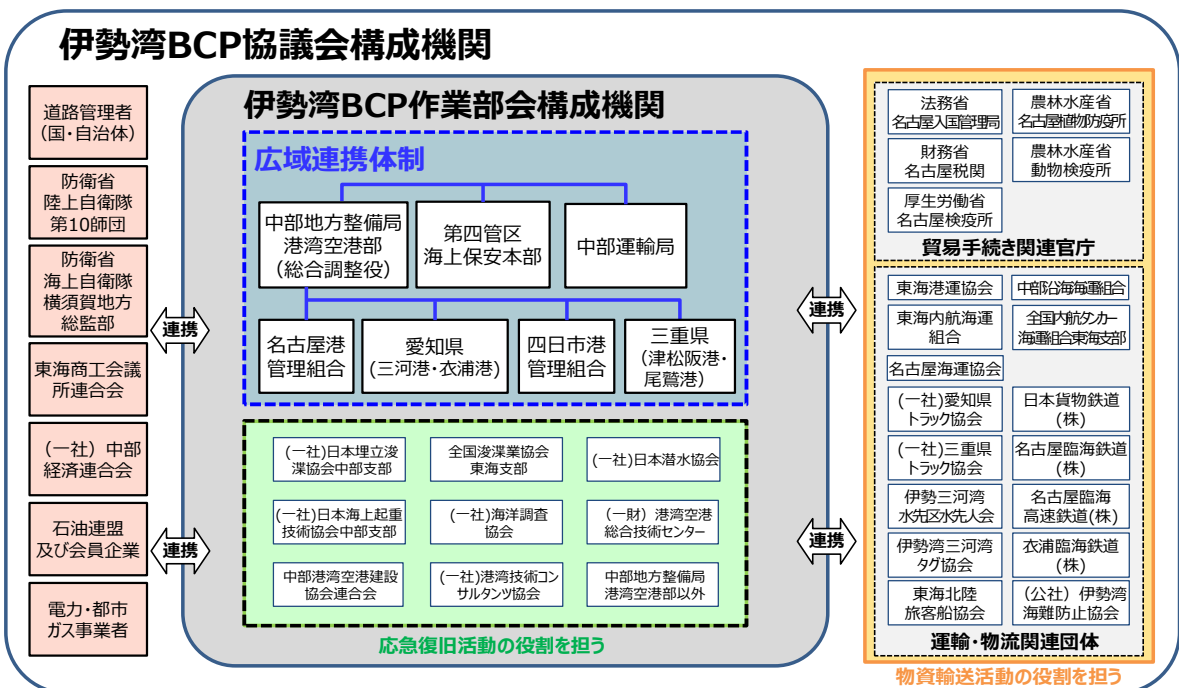 伊勢湾BCP協議会構成機関
道路管理者
（国・自治体）
防衛省
陸上自衛隊
第10師団
防衛省
海上自衛隊
横須賀地方
総監部
東海商工会議
所連合会
（一社）中部
経済連合会
石油連盟
及び会員企業
電力・都市
ガス事業者
連携
連携
伊勢湾BCP作業部会構成機関
広域連携体制
中部地方整備局
港湾空港部
（総合調整役）
第四管区
海上保安本部
中部運輸局
名古屋港
管理組合
愛知県
（三河港・衣浦港）
四日市港
管理組合
三重県
（津松阪港・
尾鷲港）
(一社)日本埋立浚
渫協会中部支部
全国浚渫業協会
東海支部
(一社)日本潜水協会
(一社)日本海上起重
技術協会中部支部
(一社)海洋調査
協会
（一財）港湾空港
総合技術センター
中部港湾空港建設
協会連合会
(一社)港湾技術コン
サルタンツ協会
中部地方整備局
港湾空港部以外
応急復旧活動の役割を担う
連携
連携
法務省
名古屋入国管理局
農林水産省
名古屋植物防疫所
財務省
名古屋税関
農林水産省
動物検疫所
厚生労働省
名古屋検疫所
貿易手続き関連官庁
東海港運協会
中部沿海海運組合
東海内航海運
組合
全国内航タンカー
海運組合東海支部
名古屋海運協会
(一社)愛知県
トラック協会
日本貨物鉄道
(株)
(一社)三重県
トラック協会
名古屋臨海鉄道
(株)
伊勢三河湾
水先区水先人会
名古屋臨海
高速鉄道(株)
伊勢湾三河湾
タグ協会
衣浦臨海鉄道
(株)
東海北陸
旅客船協会
（公社）伊勢湾
海難防止協会
運輸・物流関連団体
物資輸送活動の役割を担う